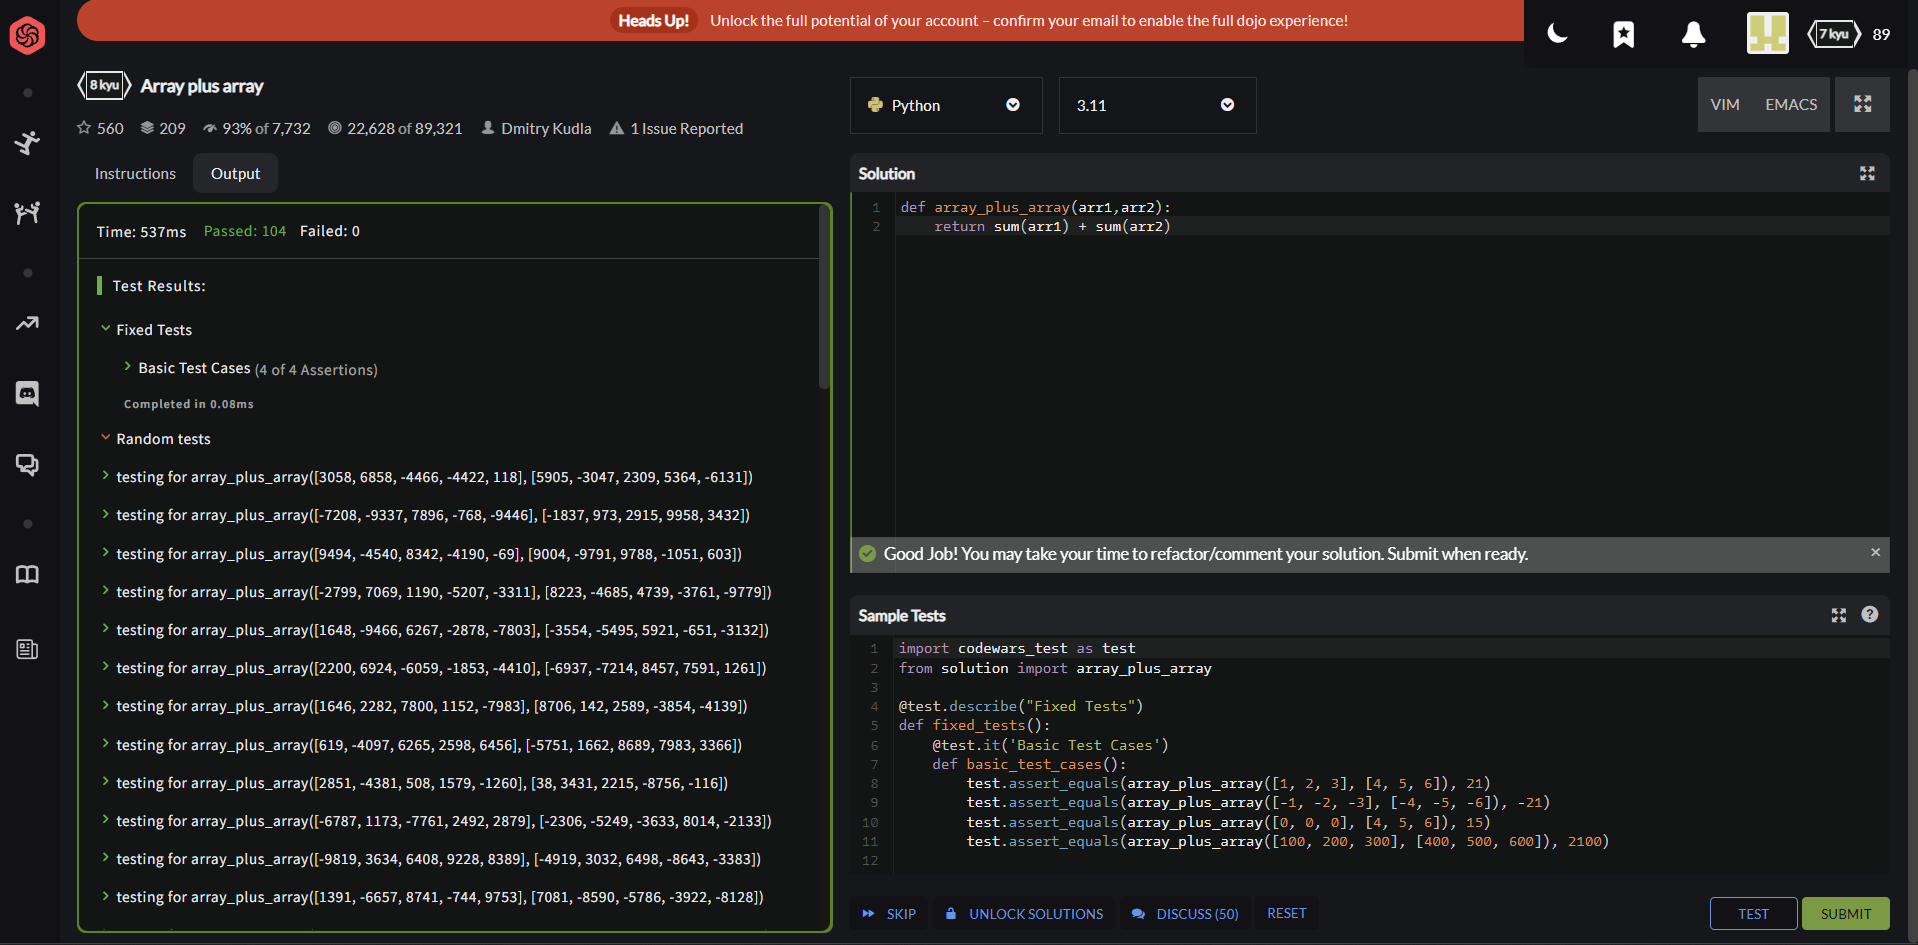 Heads Up! Unlock the full potential of your account – confirm your email to enable the full dojo experience!
7 kyu 89
8 kyu Array plus array
560 209 93% of 7,732 22,628 of 89,321 Dmitry Kudla 1 Issue Reported
Instructions Output
Time: 537ms Passed: 104 Failed: 0
Test Results:
Fixed Tests
Basic Test Cases (4 of 4 Assertions)
Completed in 0.08ms
Random tests
testing for array_plus_array([3058, 6858, -4466, -4422, 118], [5905, -3047, 2309, 5364, -6131])
testing for array_plus_array([-7208, -9337, 7896, -768, -9446], [-1837, 973, 2915, 9958, 3432])
testing for array_plus_array([9494, -4540, 8342, -4190, -69], [9004, -9791, 9788, -1051, 603])
testing for array_plus_array([-2799, 7069, 1190, -5207, -3311], [8223, -4685, 4739, -3761, -9779])
testing for array_plus_array([1648, -9466, 6267, -2878, -7803], [-3554, -5495, 5921, -651, -3132])
testing for array_plus_array([2200, 6924, -6059, -1853, -4410], [-6937, -7214, 8457, 7591, 1261])
testing for array_plus_array([1646, 2282, 7800, 1152, -7983], [8706, 142, 2589, -3854, -4139])
testing for array_plus_array([619, -4097, 6265, 2598, 6456], [-5751, 1662, 8689, 7983, 3366])
testing for array_plus_array([2851, -4381, 508, 1579, -1260], [38, 3431, 2215, -8756, -116])
testing for array_plus_array([-6787, 1173, -7761, 2492, 2879], [-2306, -5249, -3633, 8014, -2133])
testing for array_plus_array([-9819, 3634, 6408, 9228, 8389], [-4919, 3032, 6498, -8643, -3383])
testing for array_plus_array([1391, -6657, 8741, -744, 9753], [7081, -8590, -5786, -3922, -8128])
Python 3.11 VIM EMACS
Solution
1 def array_plus_array(arr1,arr2):
2     return sum(arr1) + sum(arr2)
Good Job! You may take your time to refactor/comment your solution. Submit when ready. ×
Sample Tests ?
1 import codewars_test as test
2 from solution import array_plus_array
3
4 @test.describe("Fixed Tests")
5 def fixed_tests():
6     @test.it('Basic Test Cases')
7     def basic_test_cases():
8         test.assert_equals(array_plus_array([1, 2, 3], [4, 5, 6]), 21)
9         test.assert_equals(array_plus_array([-1, -2, -3], [-4, -5, -6]), -21)
10         test.assert_equals(array_plus_array([0, 0, 0], [4, 5, 6]), 15)
11         test.assert_equals(array_plus_array([100, 200, 300], [400, 500, 600]), 2100)
12
SKIP UNLOCK SOLUTIONS DISCUSS (50) RESET TEST SUBMIT